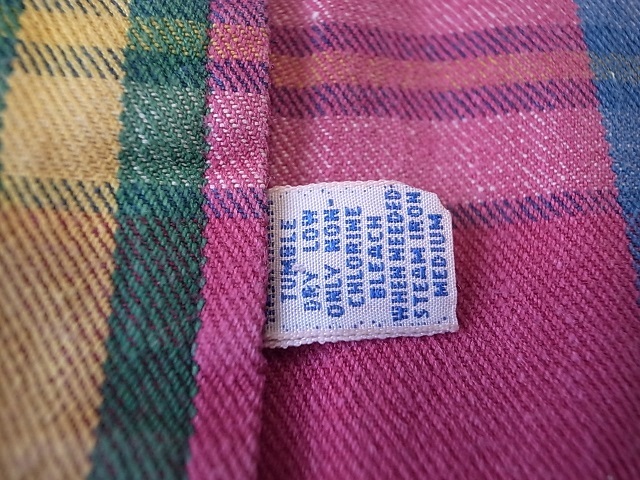 TUMBLE
DRY LOW
ONLY NON-
CHLORINE
BLEACH
WHEN NEEDED
STEAM IRON
MEDIUM